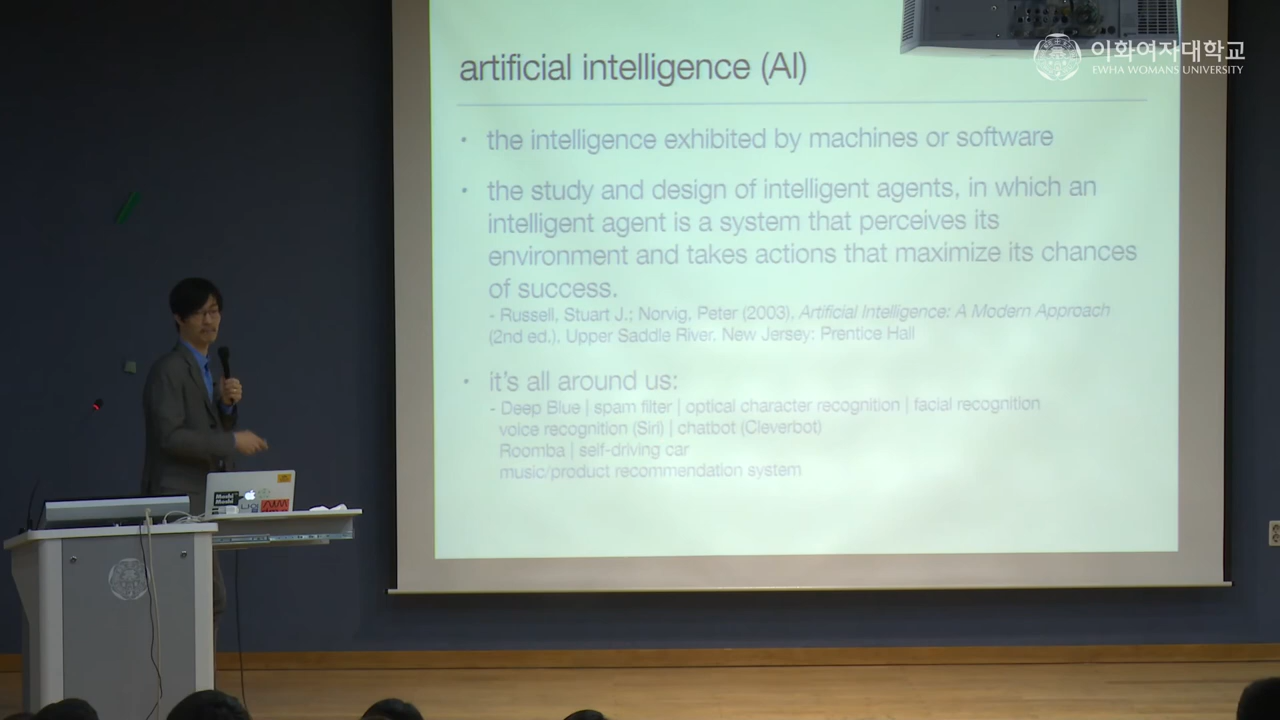 artificial intelligence (AI)
이화여자대학교
EWHA WOMANS UNIVERSITY
• the intelligence exhibited by machines or software
• the study and design of intelligent agents, in which an
intelligent agent is a system that perceives its
environment and takes actions that maximize its chances
of success.
- Russell, Stuart J.; Norvig, Peter (2003), Artificial Intelligence: A Modern Approach
(2nd ed.), Upper Saddle River, New Jersey: Prentice Hall
• it's all around us:
- Deep Blue | spam filter | optical character recognition | facial recognition
voice recognition (Siri) | chatbot (Cleverbot)
Roomba | self-driving car
music/product recommendation system